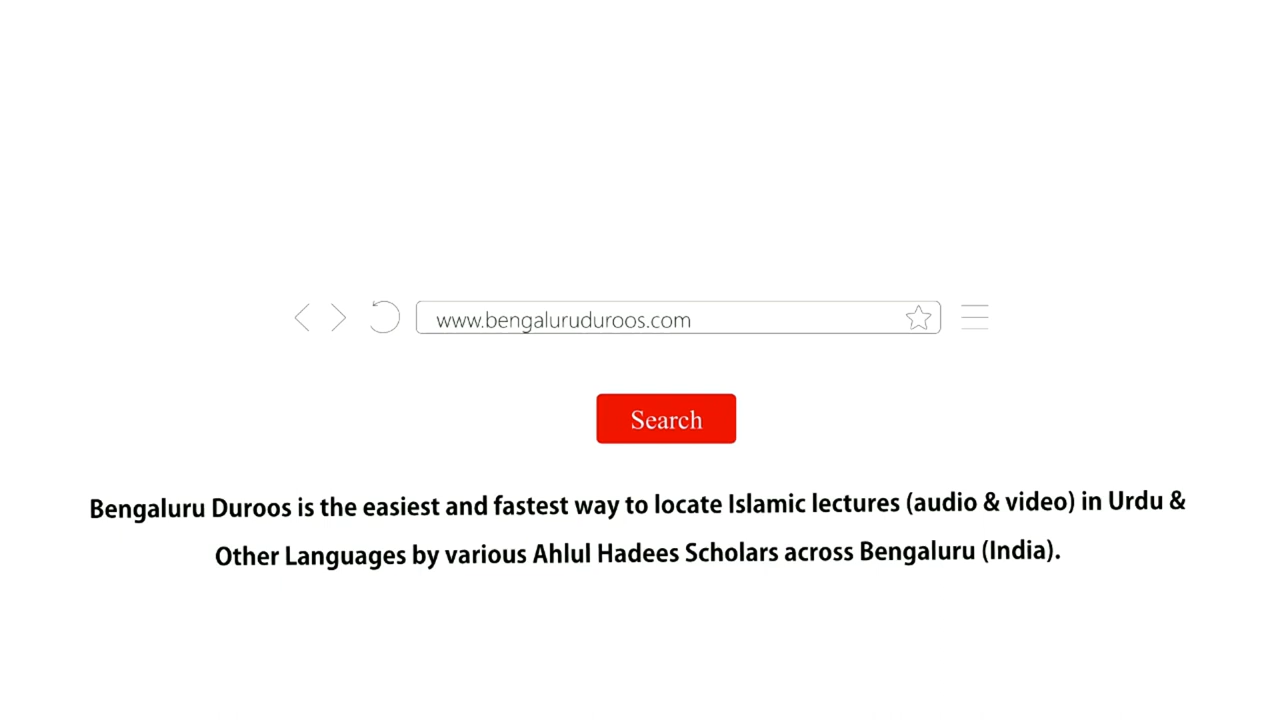 www.bengaluruduroos.com
Search
Bengaluru Duroos is the easiest and fastest way to locate Islamic lectures (audio & video) in Urdu &
Other Languages by various Ahlul Hadees Scholars across Bengaluru (India).